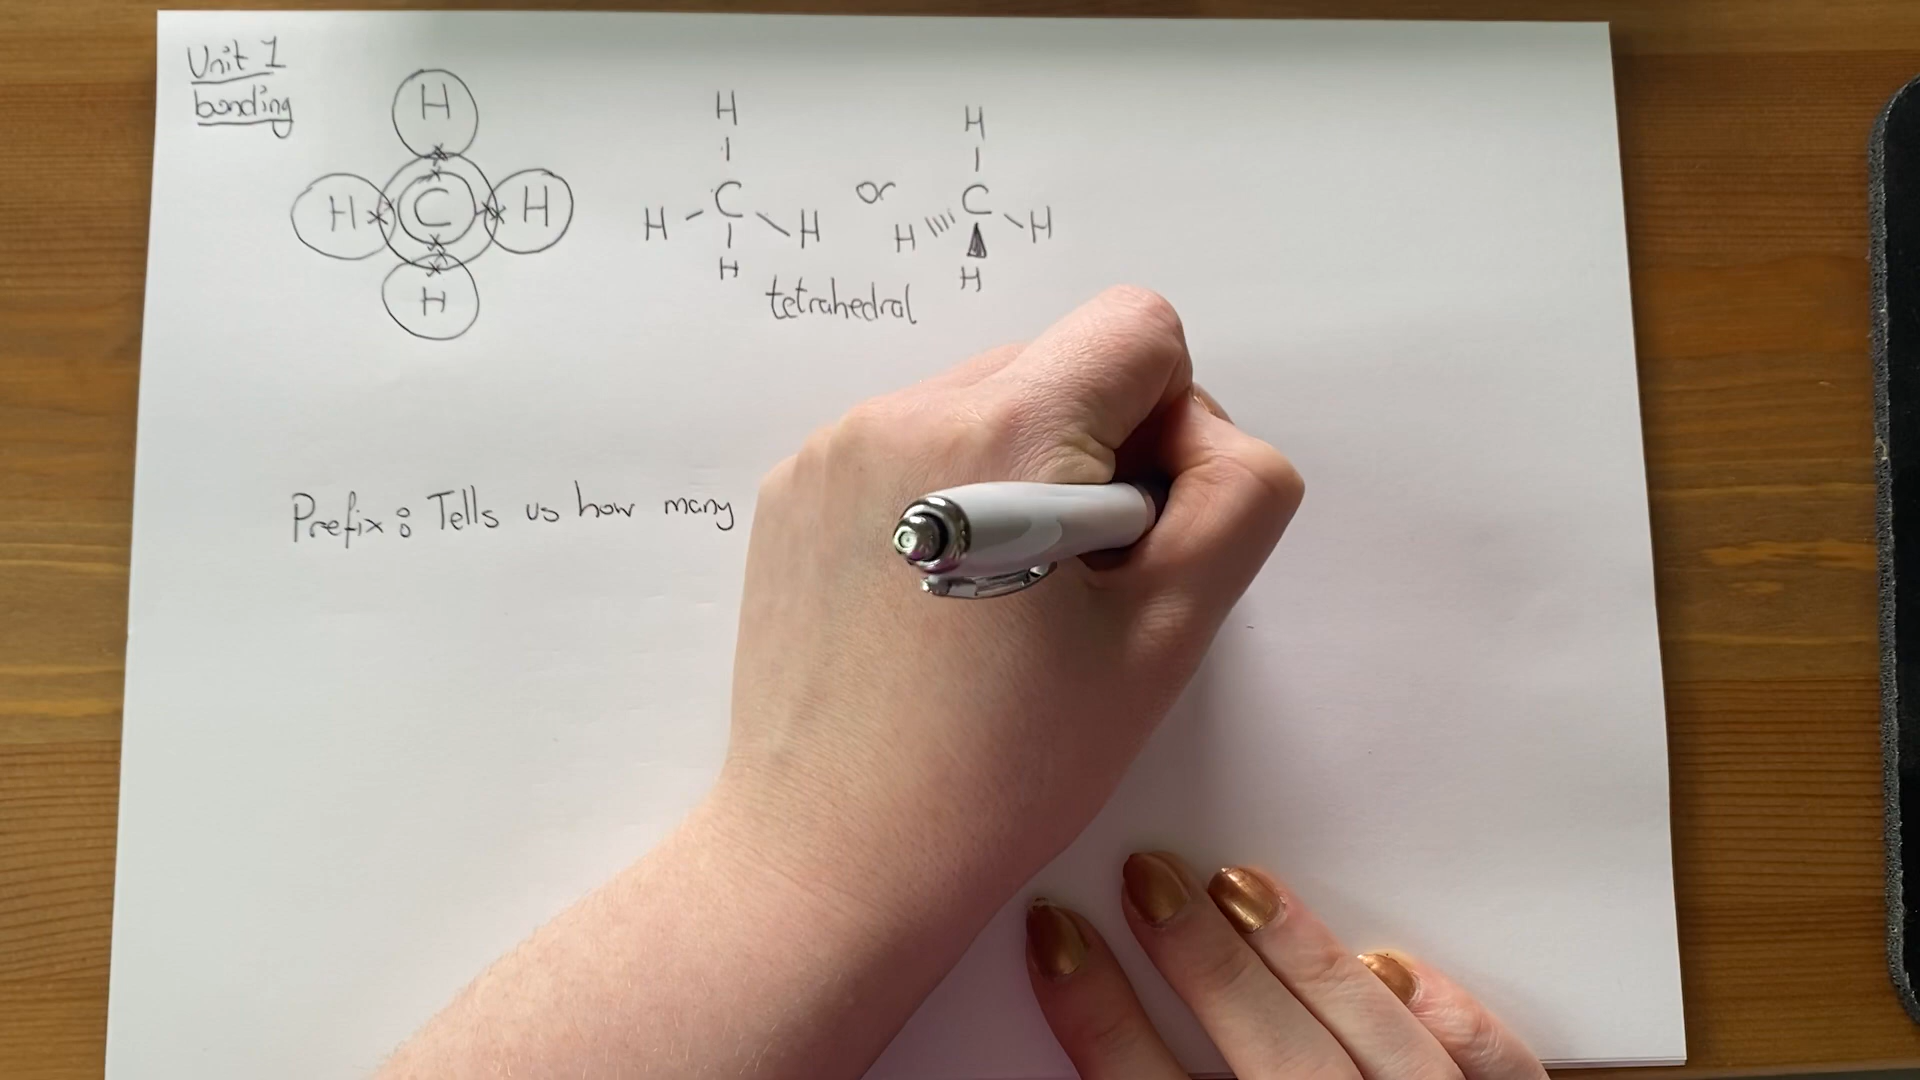 Unit 1
bonding
H
H C H
H
H
H C H
H
or
H
H C H
H
tetrahedral
Prefix: Tells us how many